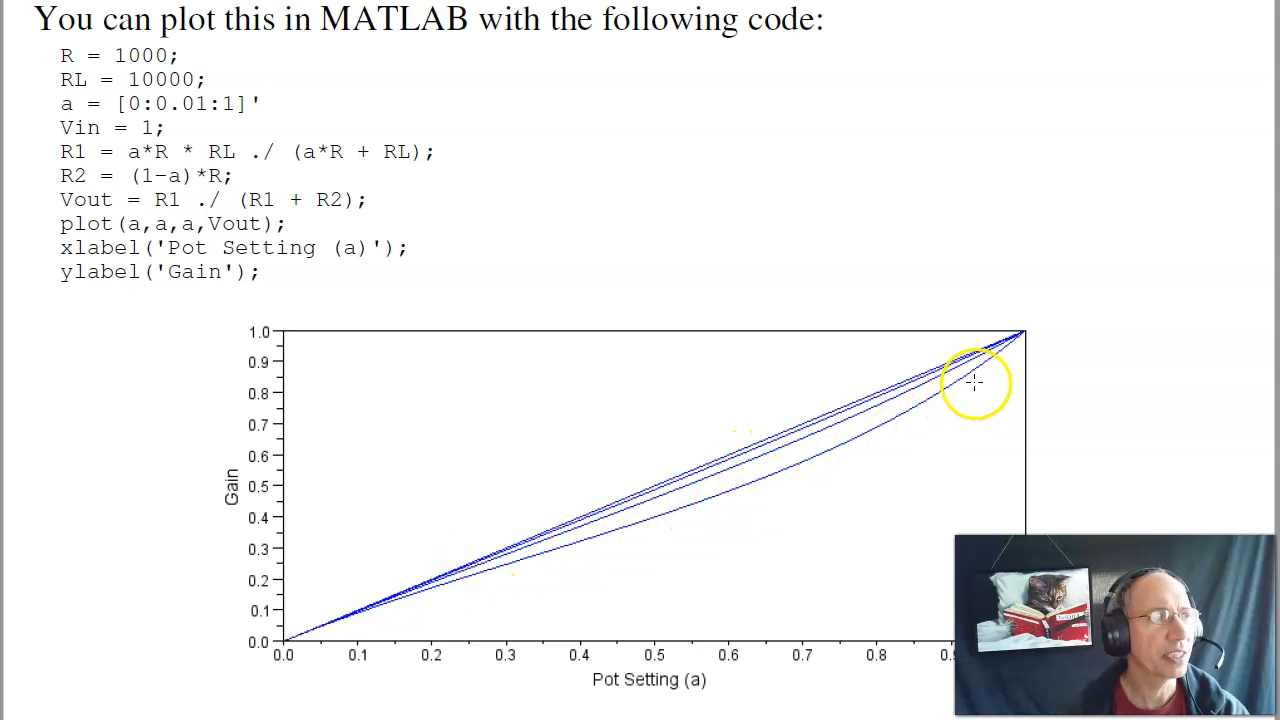 You can plot this in MATLAB with the following code:
R = 1000;
RL = 10000;
a = [0:0.01:1]'
Vin = 1;
R1 = a*R * RL ./ (a*R + RL);
R2 = (1-a)*R;
Vout = R1 ./ (R1 + R2);
plot(a,a,a,Vout);
xlabel('Pot Setting (a)');
ylabel('Gain');
1.0
0.9
0.8
0.7
0.6
0.5
0.4
0.3
0.2
0.1
0.0
Gain
0.0 0.1 0.2 0.3 0.4 0.5 0.6 0.7 0.8
Pot Setting (a)